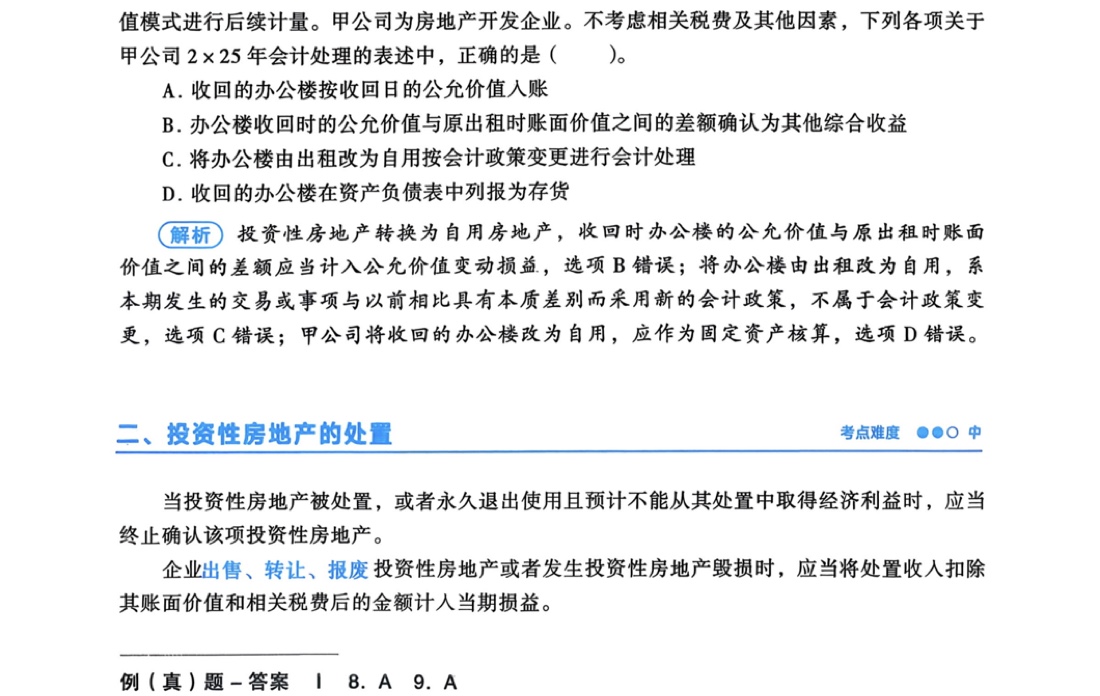 值模式进行后续计量。甲公司为房地产开发企业。不考虑相关税费及其他因素，下列各项关于
甲公司 2×25 年会计处理的表述中，正确的是（　　）。
A. 收回的办公楼按收回日的公允价值入账
B. 办公楼收回时的公允价值与原出租时账面价值之间的差额确认为其他综合收益
C. 将办公楼由出租改为自用按会计政策变更进行会计处理
D. 收回的办公楼在资产负债表中列报为存货
解析 投资性房地产转换为自用房地产，收回时办公楼的公允价值与原出租时账面
价值之间的差额应当计入公允价值变动损益，选项 B 错误；将办公楼由出租改为自用，系
本期发生的交易或事项与以前相比具有本质差别而采用新的会计政策，不属于会计政策变
更，选项 C 错误；甲公司将收回的办公楼改为自用，应作为固定资产核算，选项 D 错误。
二、投资性房地产的处置 考点难度 ●●○ 中
当投资性房地产被处置，或者永久退出使用且预计不能从其处置中取得经济利益时，应当
终止确认该项投资性房地产。
企业出售、转让、报废投资性房地产或者发生投资性房地产毁损时，应当将处置收入扣除
其账面价值和相关税费后的金额计入当期损益。
例（真）题－答案 | 8. A 9. A